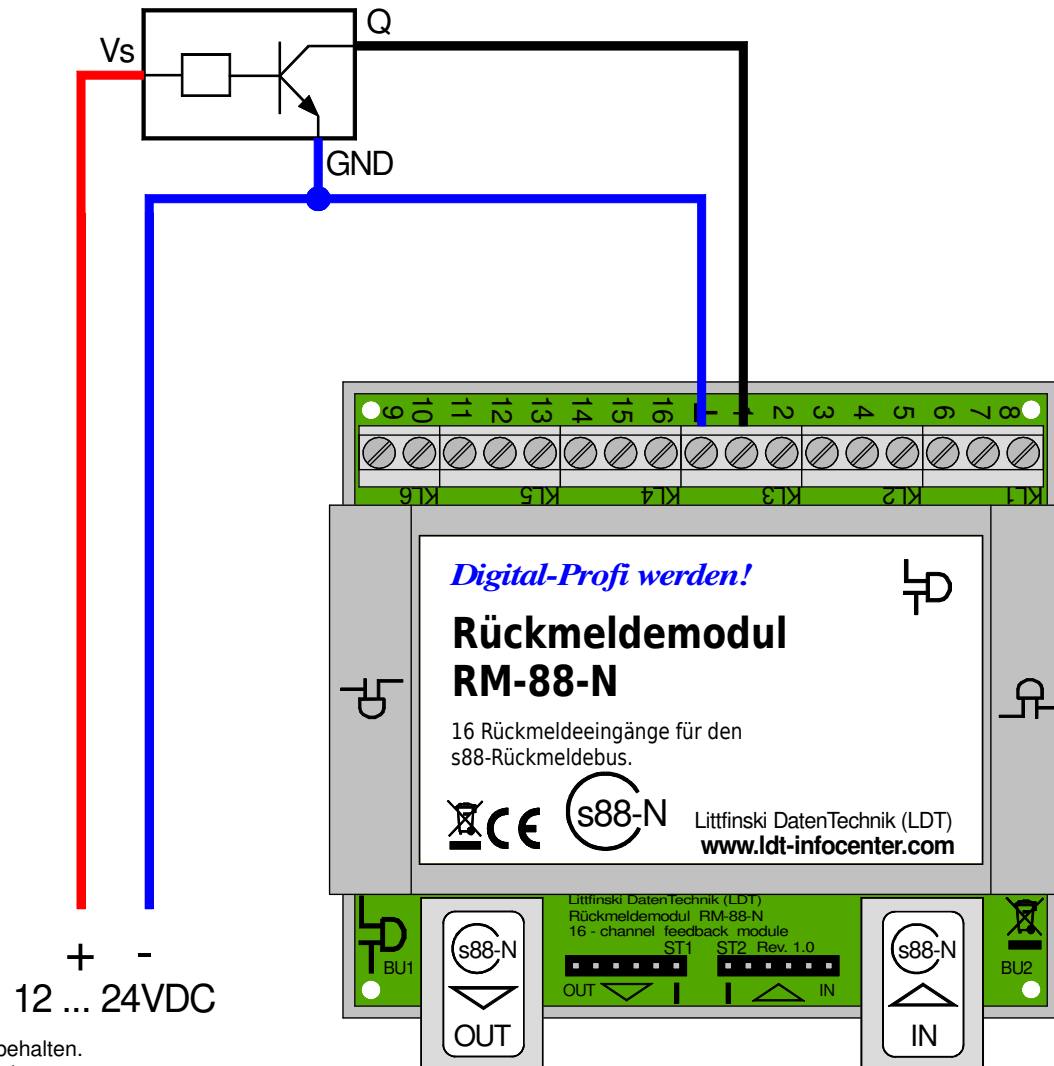 Q
Vs
GND
9 10 11 12 13 14 15 16 1 2 3 4 5 6 7 8
KL6 KL5 KL4 KL3 KL2 KL1
Digital-Profi werden!
Rückmeldemodul
RM-88-N
16 Rückmeldeeingänge für den
s88-Rückmeldebus.
CE
s88-N
Littfinski DatenTechnik (LDT)
www.ldt-infocenter.com
Littfinski DatenTechnik (LDT)
Rückmeldemodul RM-88-N
16 - channel feedback module
ST1 ST2 Rev. 1.0
OUT IN
BU1
s88-N
OUT
s88-N
IN
BU2
+ -
12 ... 24VDC
behalten.